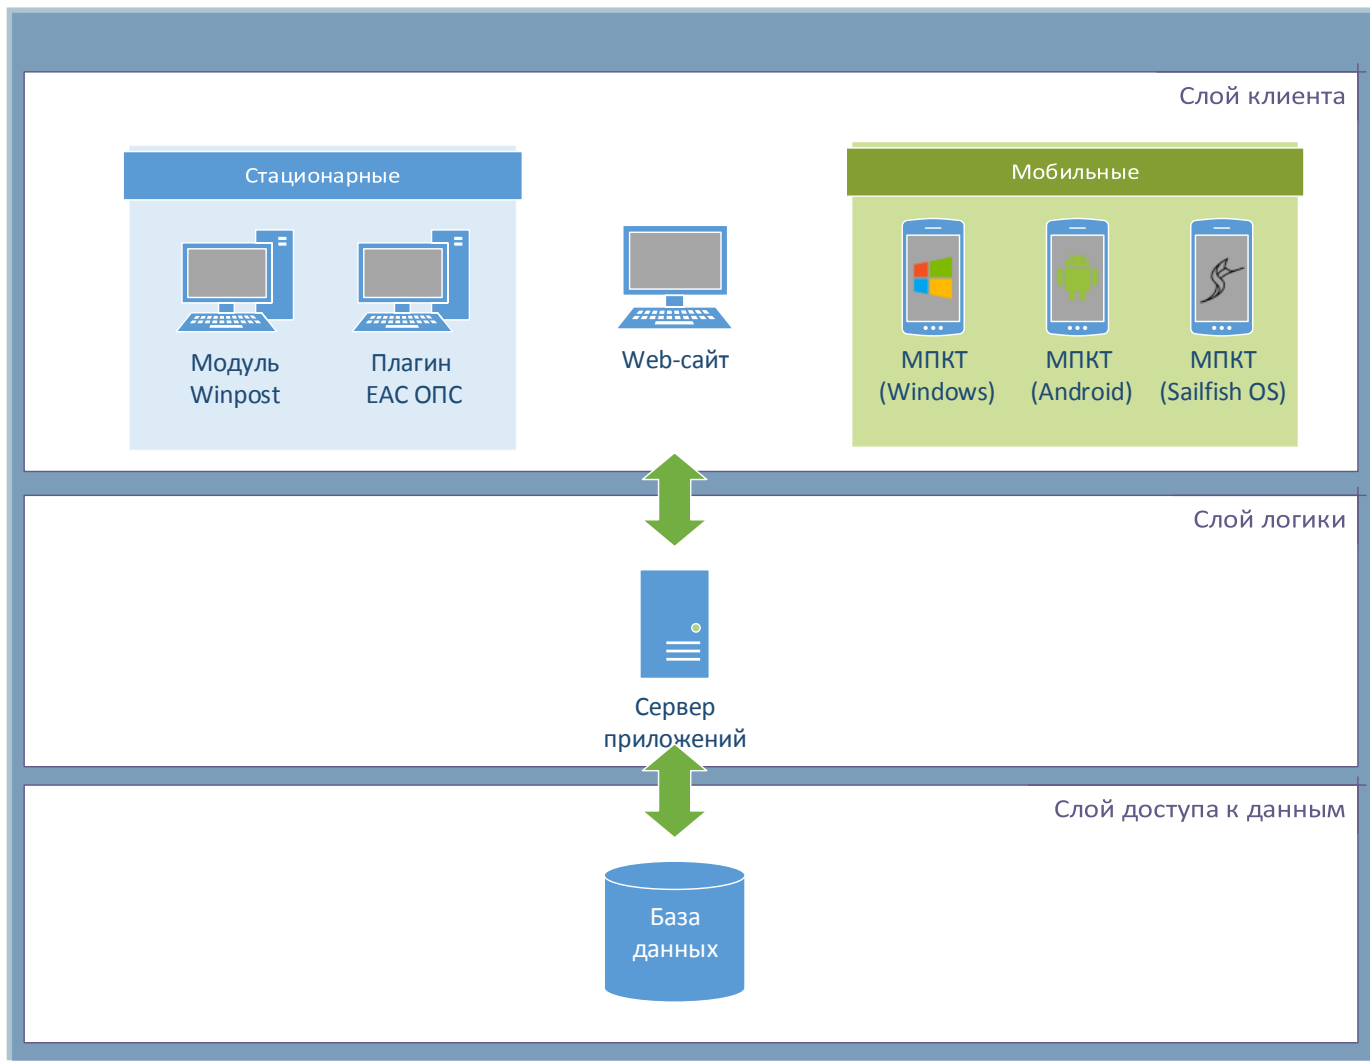 Слой клиента
Стационарные
Мобильные
Модуль
Winpost
Плагин
ЕАС ОПС
Web-сайт
МПКТ
(Windows)
МПКТ
(Android)
МПКТ
(Sailfish OS)
Слой логики
Сервер
приложений
Слой доступа к данным
База
данных